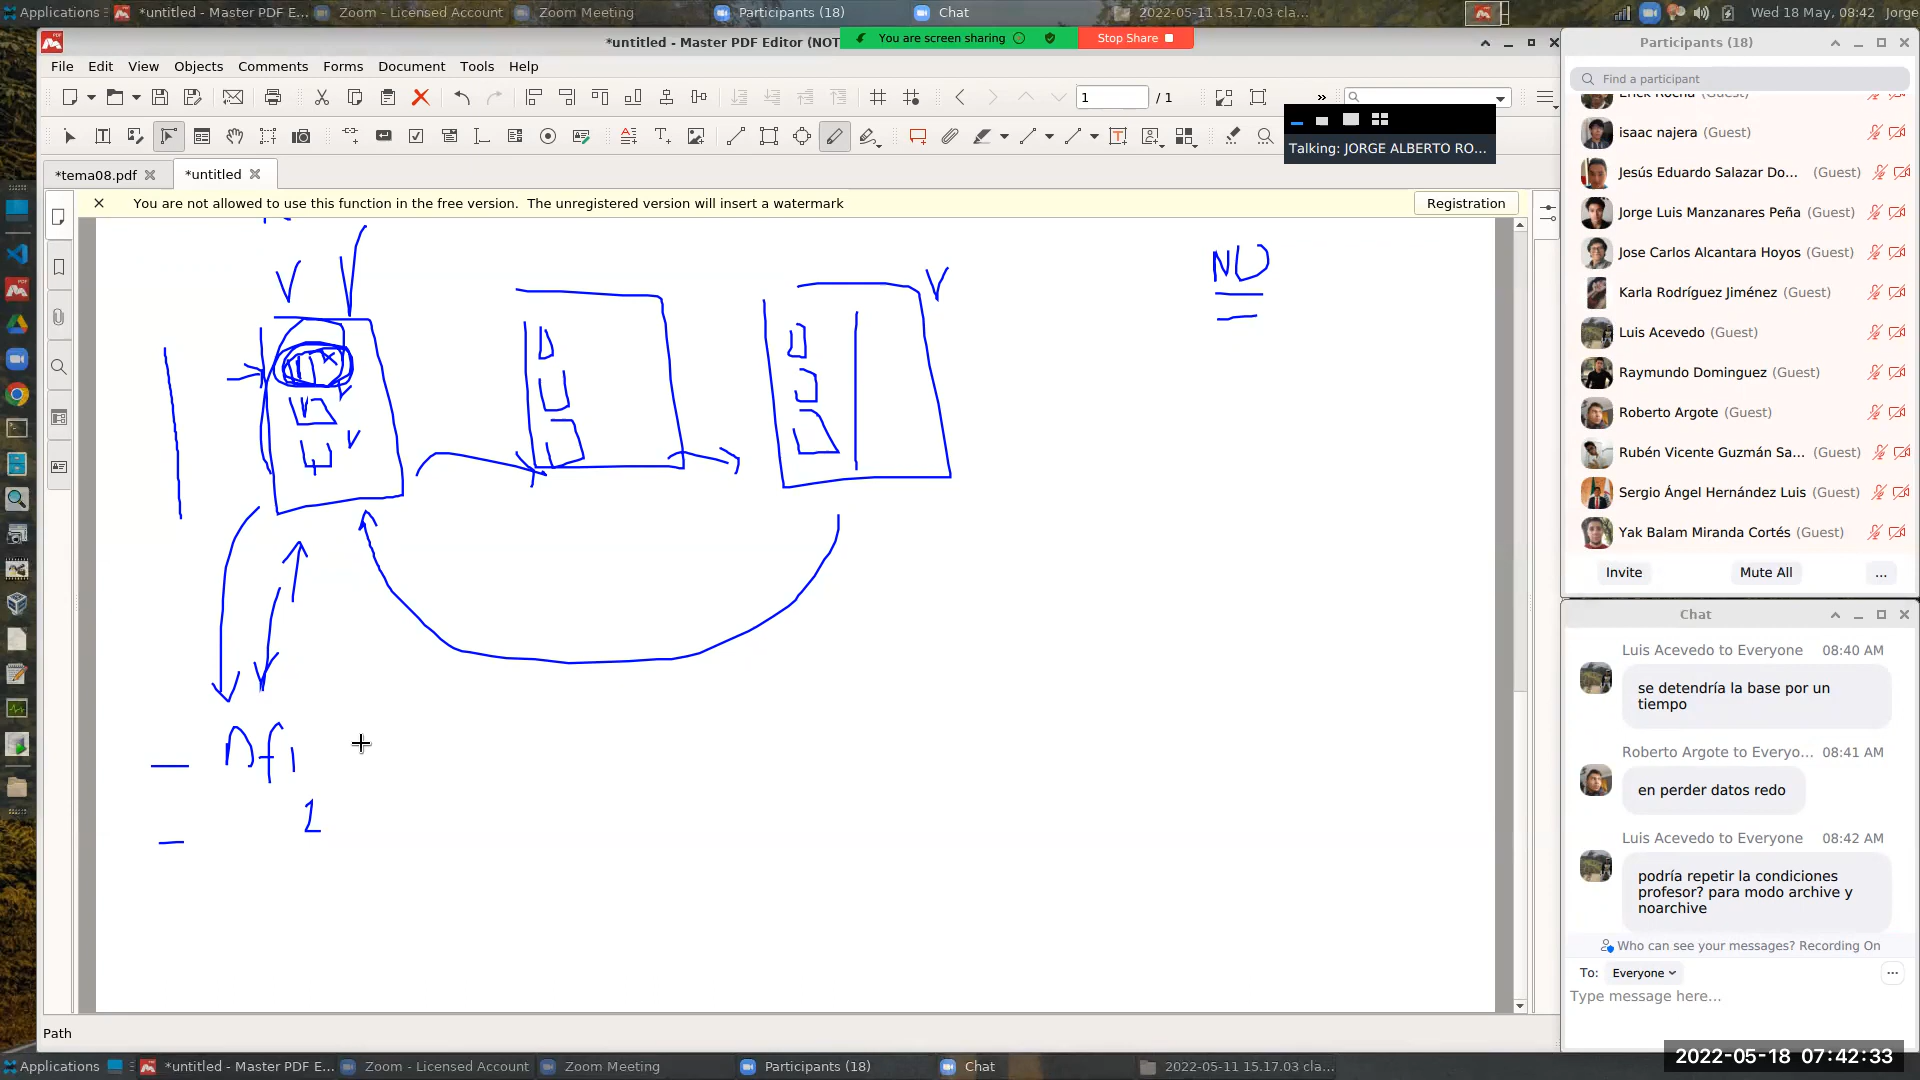 Applications
*untitled - Master PDF E...
Zoom - Licensed Account
Zoom Meeting
Participants (18)
Chat
2022-05-11 15.17.03 cla...
Wed 18 May, 08:42
Jorge
*untitled - Master PDF Editor (NOT
You are screen sharing
Stop Share
File Edit View Objects Comments Forms Document Tools Help
1 / 1
Talking: JORGE ALBERTO RO...
*tema08.pdf
*untitled
You are not allowed to use this function in the free version. The unregistered version will insert a watermark
Registration
NO
Nfi
2
Path
Participants (18)
Find a participant
Erick Rocha (Guest)
isaac najera (Guest)
Jesús Eduardo Salazar Do... (Guest)
Jorge Luis Manzanares Peña (Guest)
Jose Carlos Alcantara Hoyos (Guest)
Karla Rodríguez Jiménez (Guest)
Luis Acevedo (Guest)
Raymundo Dominguez (Guest)
Roberto Argote (Guest)
Rubén Vicente Guzmán Sa... (Guest)
Sergio Ángel Hernández Luis (Guest)
Yak Balam Miranda Cortés (Guest)
Invite
Mute All
...
Chat
Luis Acevedo to Everyone 08:40 AM
se detendría la base por un
tiempo
Roberto Argote to Everyo... 08:41 AM
en perder datos redo
Luis Acevedo to Everyone 08:42 AM
podría repetir la condiciones
profesor? para modo archive y
noarchive
Who can see your messages? Recording On
To: Everyone
Type message here...
Applications
*untitled - Master PDF E...
Zoom - Licensed Account
Zoom Meeting
Participants (18)
Chat
2022-05-11 15.17.03 cla...
2022-05-18 07:42:33